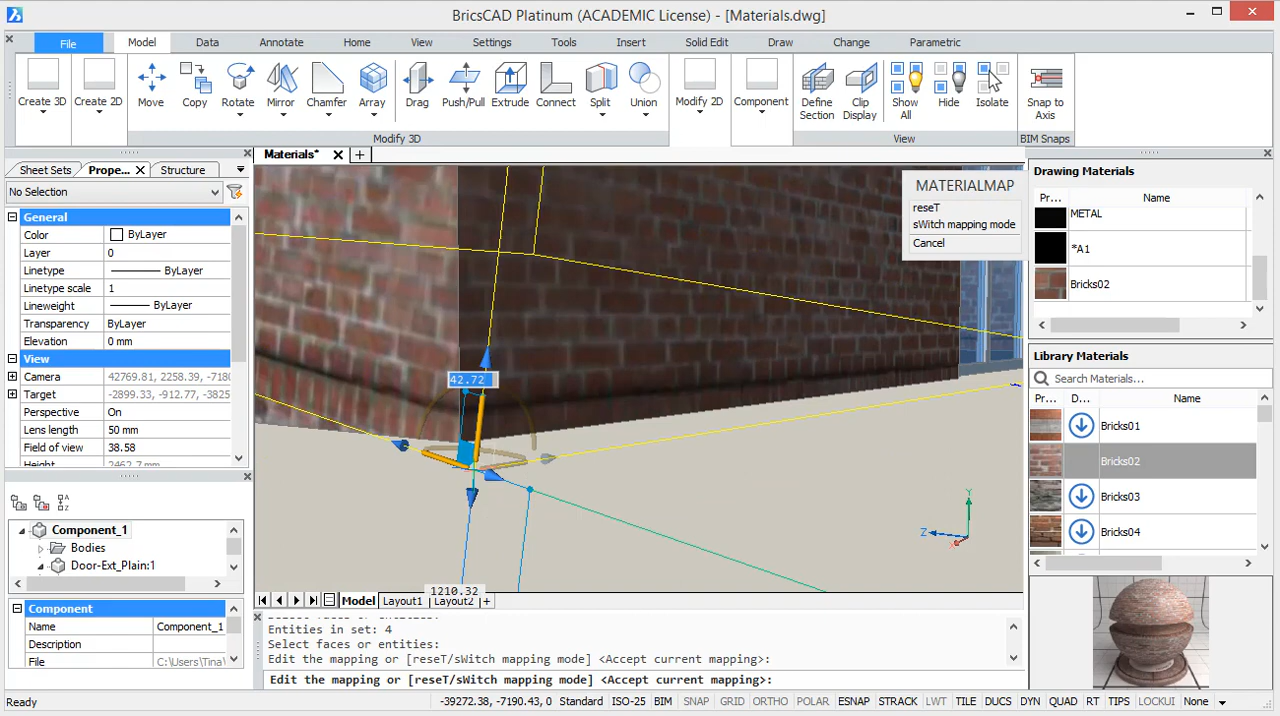 BricsCAD Platinum (ACADEMIC License) - [Materials.dwg]
File Model Data Annotate Home View Settings Tools Insert Solid Edit Draw Change Parametric
Create 3D Create 2D Move Copy Rotate Mirror Chamfer Array Drag Push/Pull Extrude Connect Split Union Modify 2D Component Define Section Clip Display Show All Hide Isolate Snap to Axis
Modify 3D View BIM Snaps
Materials*
Sheet Sets Prope... Structure
No Selection
General
Color ByLayer
Layer 0
Linetype ByLayer
Linetype scale 1
Lineweight ByLayer
Transparency ByLayer
Elevation 0 mm
View
Camera 42769.81, 2258.39, -7180
Target -2899.33, -912.77, -3825
Perspective On
Lens length 50 mm
Field of view 38.58
Height 2462.7 mm
Component_1
Bodies
Door-Ext_Plain:1
Component
Name Component_1
Description
File C:\Users\Tina\
42.72
1210.32
Z
Y
X
MATERIALMAP
reseT
sWitch mapping mode
Cancel
Model Layout1 Layout2 +
Select faces or entities:
Entities in set: 4
Select faces or entities:
Edit the mapping or [reseT/sWitch mapping mode] <Accept current mapping>:
Edit the mapping or [reseT/sWitch mapping mode] <Accept current mapping>:
Drawing Materials
Pr... Name
METAL
*A1
Bricks02
Library Materials
Search Materials...
Pr... D... Name
Bricks01
Bricks02
Bricks03
Bricks04
Ready
-39272.38, -7190.43, 0 Standard ISO-25 BIM SNAP GRID ORTHO POLAR ESNAP STRACK LWT TILE DUCS DYN QUAD RT TIPS LOCKUI None